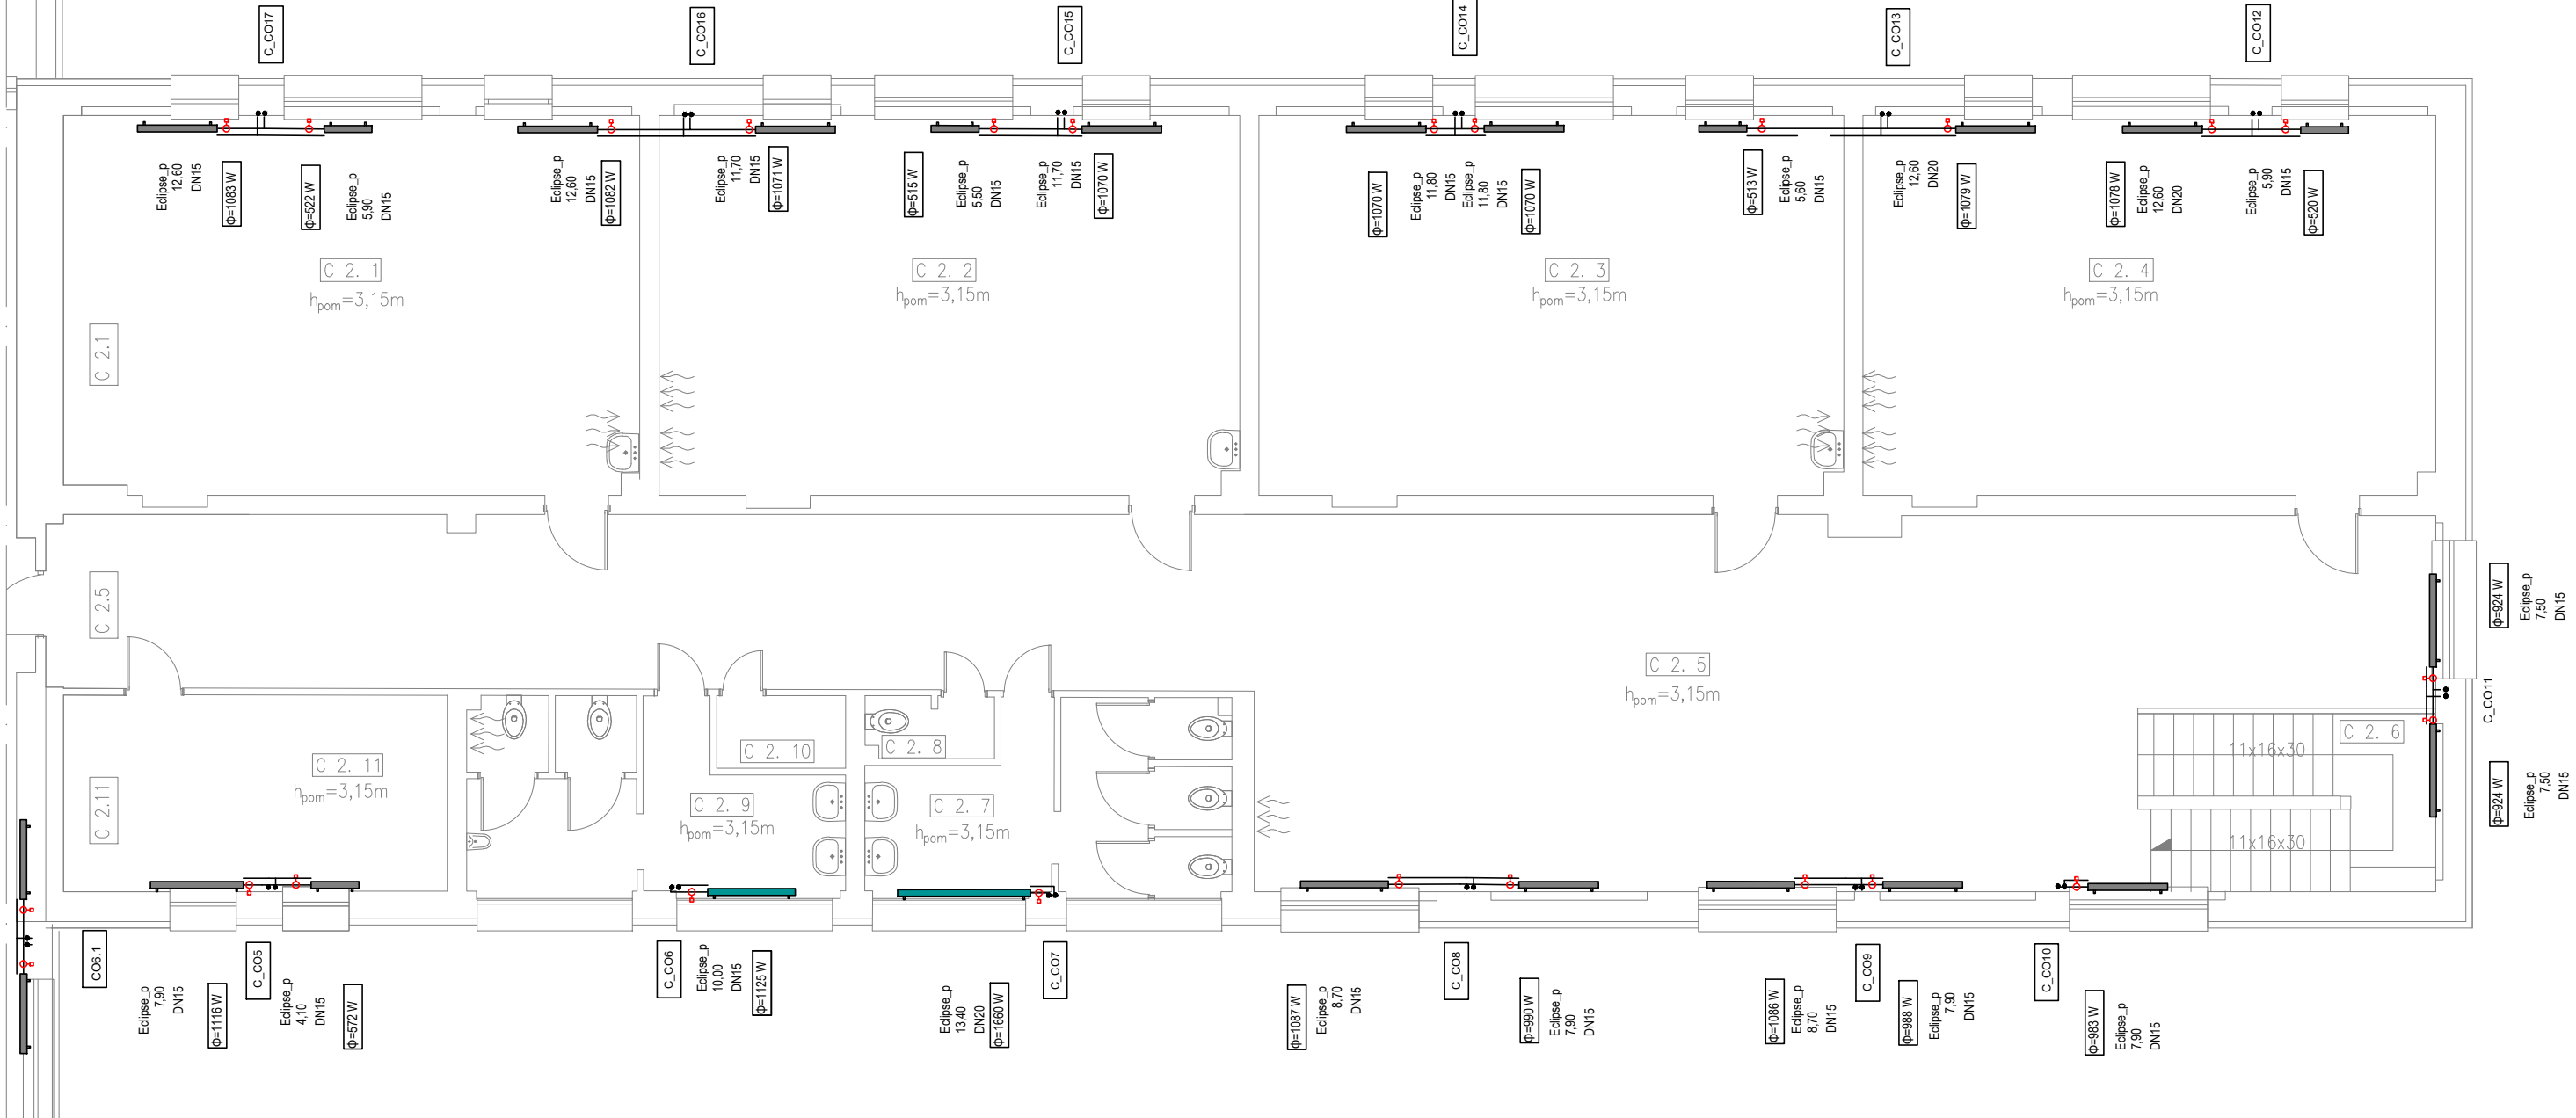 C_CO17
C_CO16
C_CO15
C_CO14
C_CO13
C_CO12
Eclipse_p
12,60
DN15
Φ=1083 W
Φ=522 W
Eclipse_p
5,90
DN15
Eclipse_p
12,60
DN15
Φ=1082 W
Eclipse_p
11,70
DN15
Φ=1071 W
Φ=515 W
Eclipse_p
5,50
DN15
Eclipse_p
11,70
DN15
Φ=1070 W
Φ=1070 W
Eclipse_p
11,80
DN15
Eclipse_p
11,80
DN15
Φ=1070 W
Φ=513 W
Eclipse_p
5,60
DN15
Eclipse_p
12,60
DN20
Φ=1079 W
Φ=1078 W
Eclipse_p
12,60
DN20
Eclipse_p
5,90
DN15
Φ=520 W
C 2. 1
hpom=3,15m
C 2. 2
hpom=3,15m
C 2. 3
hpom=3,15m
C 2. 4
hpom=3,15m
C 2.1
C 2.5
C 2. 5
hpom=3,15m
Φ=924 W
Eclipse_p
7,50
DN15
C_CO11
C 2. 6
11x16x30
11x16x30
Φ=924 W
Eclipse_p
7,50
DN15
C 2.11
C 2. 11
hpom=3,15m
C 2. 10
C 2. 9
hpom=3,15m
C 2. 8
C 2. 7
hpom=3,15m
CO6.1
Eclipse_p
7,90
DN15
Φ=1116 W
C_CO5
Eclipse_p
4,10
DN15
Φ=572 W
C_CO6
Eclipse_p
10,00
DN15
Φ=1125 W
Eclipse_p
13,40
DN20
Φ=1660 W
C_CO7
Φ=1087 W
Eclipse_p
8,70
DN15
C_CO8
Φ=990 W
Eclipse_p
7,90
DN15
Φ=1086 W
Eclipse_p
8,70
DN15
C_CO9
Φ=988 W
Eclipse_p
7,90
DN15
C_CO10
Φ=983 W
Eclipse_p
7,90
DN15